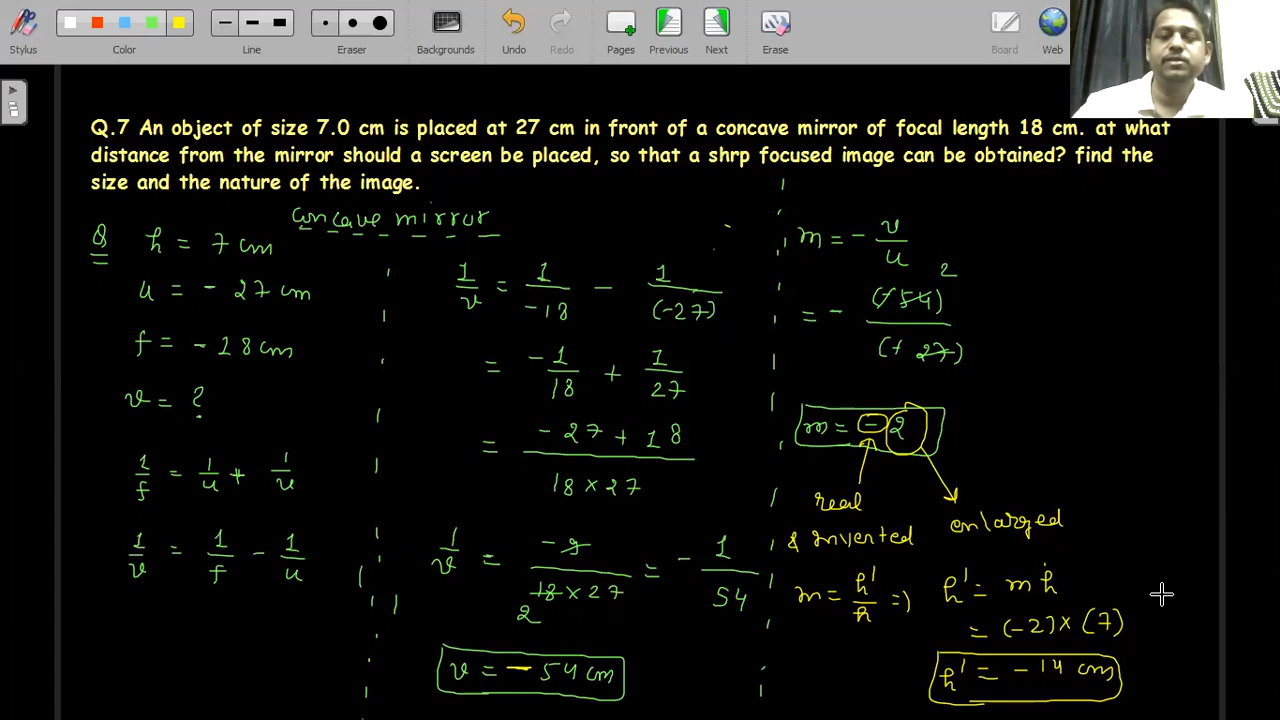 Stylus
Color
Line
Eraser
Backgrounds
Undo
Redo
Pages
Previous
Next
Erase
Board
Web
Q.7 An object of size 7.0 cm is placed at 27 cm in front of a concave mirror of focal length 18 cm. at what
distance from the mirror should a screen be placed, so that a shrp focused image can be obtained? find the
size and the nature of the image.
concave mirror
h = 7 cm
u = - 27 cm
f = - 18 cm
v = ?
1/f = 1/u + 1/u
1/v = 1/f - 1/u
1/v = 1/-18 - 1/(-27)
= -1/18 + 1/27
= -27 + 18 / 18 × 27
1/v = -9 / 18 × 27 = - 1/54
2
v = - 54 cm
m = - v/u
= - (-54) / (-27)
2
m = - 2
real
& inverted
enlarged
m = h'/h =>
h' = m h
= (-2) × (7)
h' = - 14 cm